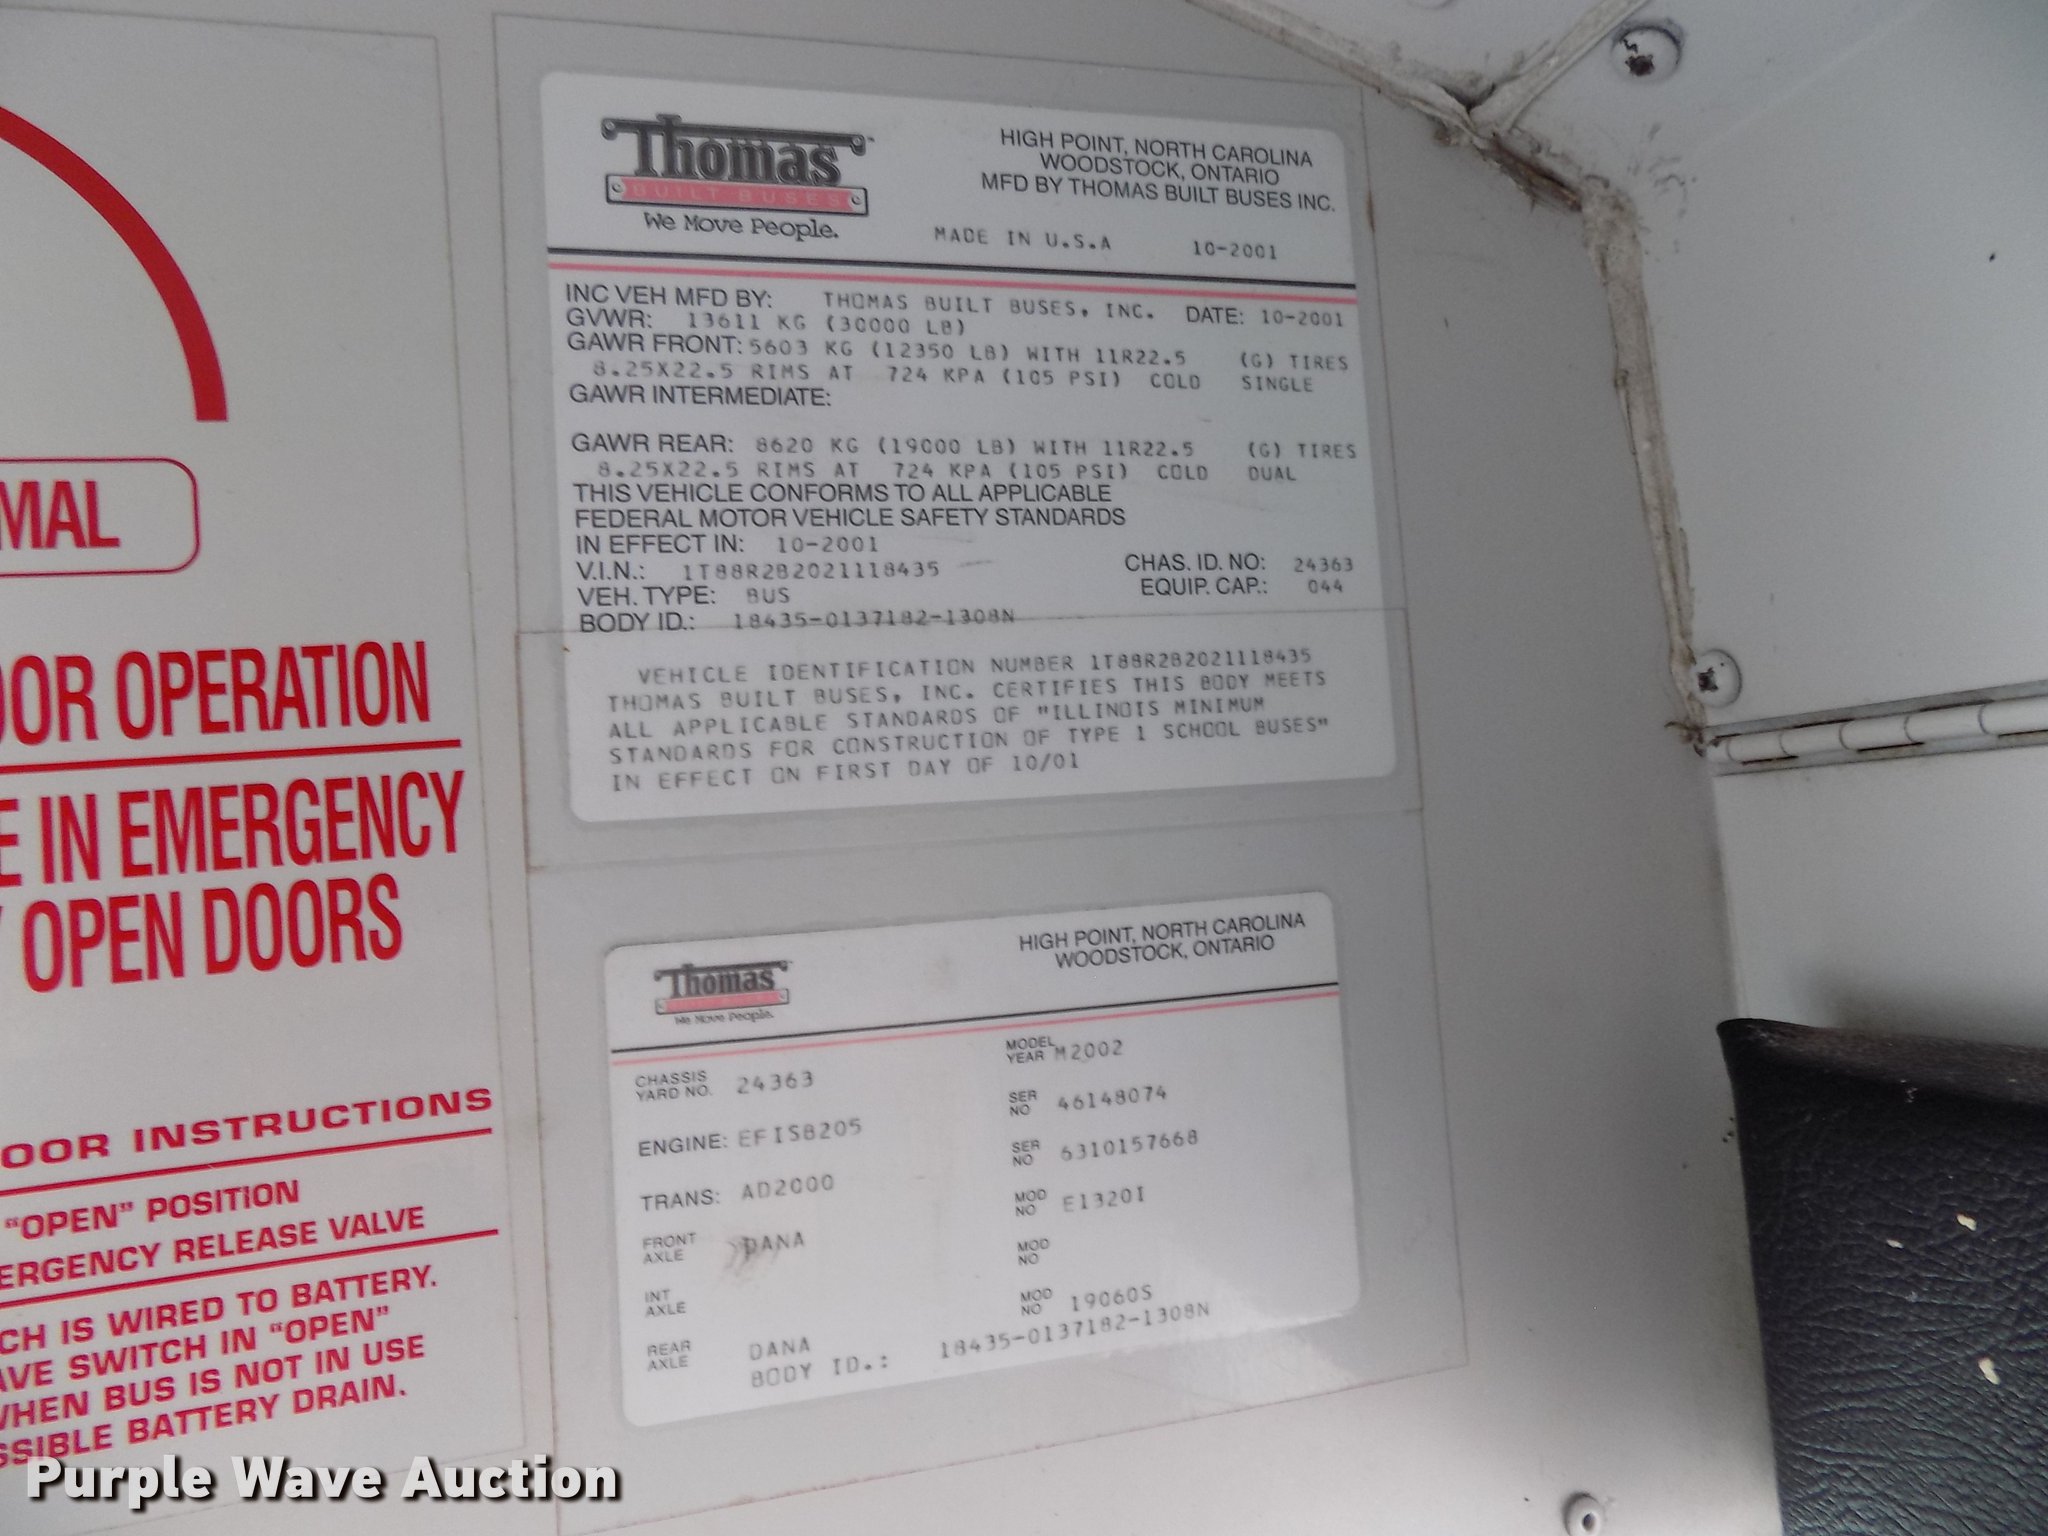 MAL
OOR OPERATION
E IN EMERGENCY
Y OPEN DOORS
OOR INSTRUCTIONS
"OPEN" POSITION
ERGENCY RELEASE VALVE
CH IS WIRED TO BATTERY.
AVE SWITCH IN "OPEN"
WHEN BUS IS NOT IN USE
SSIBLE BATTERY DRAIN.
Thomas
BUILT BUSES
We Move People.
HIGH POINT, NORTH CAROLINA
WOODSTOCK, ONTARIO
MFD BY THOMAS BUILT BUSES INC.
MADE IN U.S.A 10-2001
INC VEH MFD BY: THOMAS BUILT BUSES, INC. DATE: 10-2001
GVWR: 13611 KG (30000 LB)
GAWR FRONT: 5603 KG (12350 LB) WITH 11R22.5 (G) TIRES
8.25X22.5 RIMS AT 724 KPA (105 PSI) COLD SINGLE
GAWR INTERMEDIATE:
GAWR REAR: 8620 KG (19000 LB) WITH 11R22.5 (G) TIRES
8.25X22.5 RIMS AT 724 KPA (105 PSI) COLD DUAL
THIS VEHICLE CONFORMS TO ALL APPLICABLE
FEDERAL MOTOR VEHICLE SAFETY STANDARDS
IN EFFECT IN: 10-2001
V.I.N.: 1T88R2B2021118435 CHAS. ID. NO: 24363
VEH. TYPE: BUS EQUIP. CAP.: 044
BODY ID.: 18435-0137182-1308N
VEHICLE IDENTIFICATION NUMBER 1T88R2B2021118435
THOMAS BUILT BUSES, INC. CERTIFIES THIS BODY MEETS
ALL APPLICABLE STANDARDS OF "ILLINOIS MINIMUM
STANDARDS FOR CONSTRUCTION OF TYPE 1 SCHOOL BUSES"
IN EFFECT ON FIRST DAY OF 10/01
Thomas
We Move People.
HIGH POINT, NORTH CAROLINA
WOODSTOCK, ONTARIO
CHASSIS YARD NO. 24363 MODEL YEAR M2002
ENGINE: EFIS8205 SER NO 46148074
TRANS: AD2000 SER NO 6310157668
FRONT AXLE DANA MOD NO E1320I
INT AXLE MOD NO
REAR AXLE DANA MOD NO 19060S
BODY ID.: 18435-0137182-1308N
Purple Wave Auction